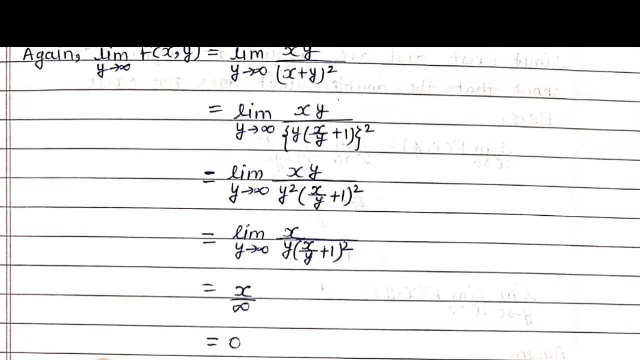 Again, lim y→∞ f(x,y) = lim y→∞ xy/(x+y)²
= lim y→∞ xy/{y(x/y+1)}²
= lim y→∞ xy/y²(x/y+1)²
= lim y→∞ x/y(x/y+1)²
= x/∞
= 0